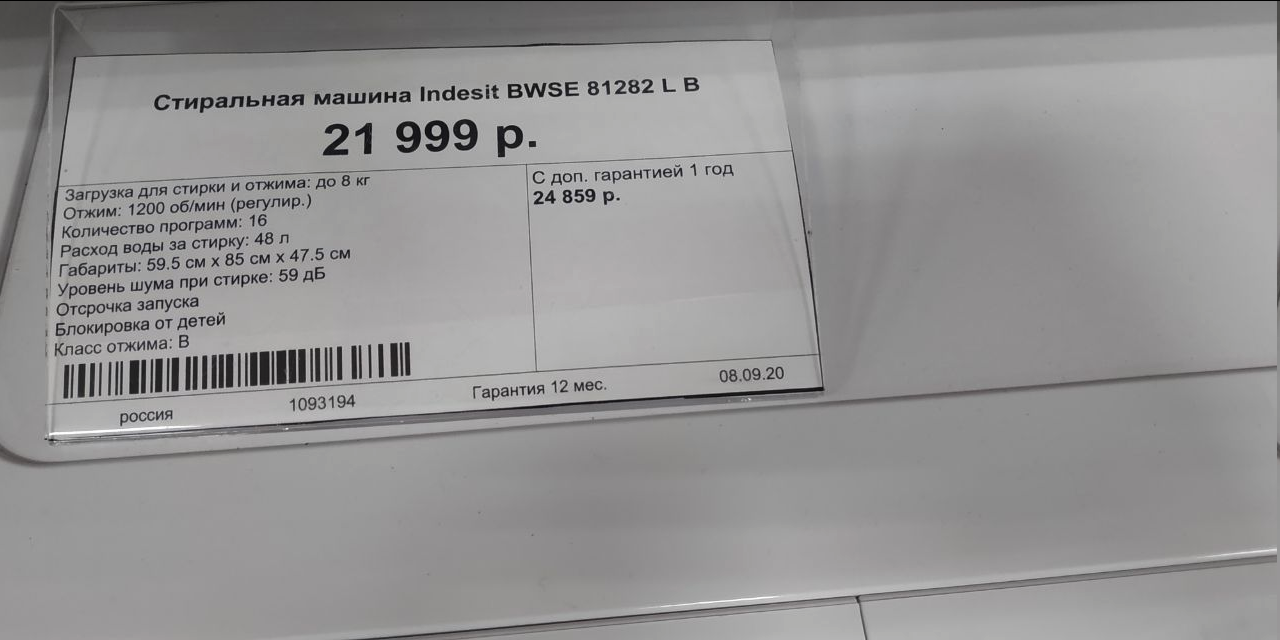 Стиральная машина Indesit BWSE 81282 L B
21 999 р.
Загрузка для стирки и отжима: до 8 кг
Отжим: 1200 об/мин (регулир.)
Количество программ: 16
Расход воды за стирку: 48 л
Габариты: 59.5 см x 85 см x 47.5 см
Уровень шума при стирке: 59 дБ
Отсрочка запуска
Блокировка от детей
Класс отжима: B
С доп. гарантией 1 год
24 859 р.
россия
1093194
Гарантия 12 мес.
08.09.20